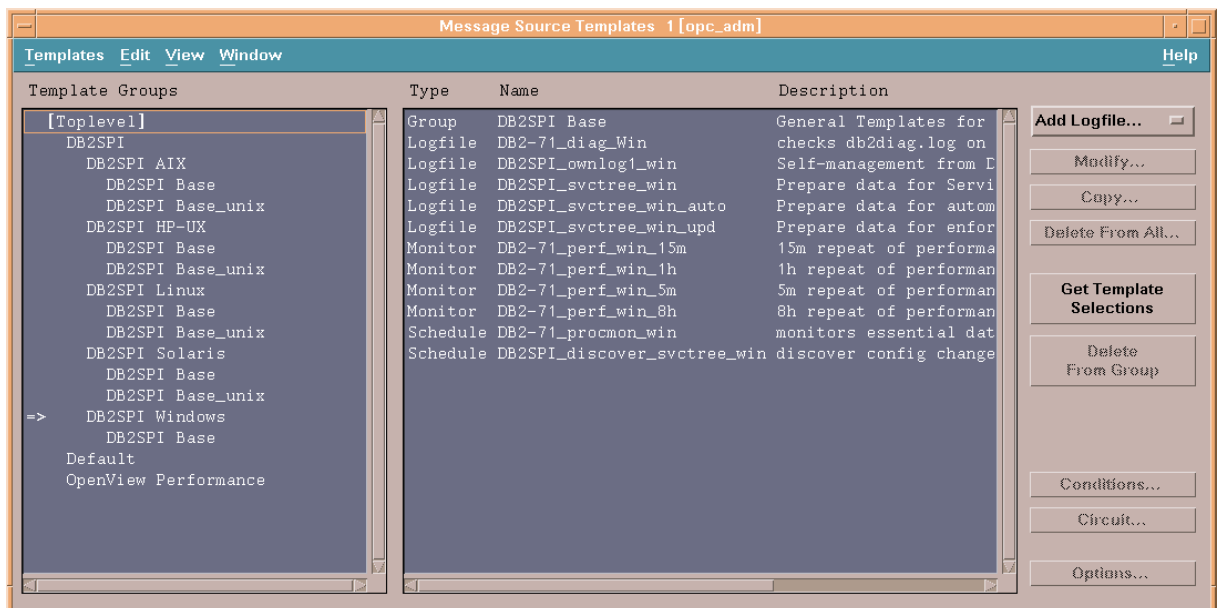 Message Source Templates 1 [opc_adm]
Templates Edit View Window Help
Template Groups
[Toplevel]
DB2SPI
DB2SPI AIX
DB2SPI Base
DB2SPI Base_unix
DB2SPI HP-UX
DB2SPI Base
DB2SPI Base_unix
DB2SPI Linux
DB2SPI Base
DB2SPI Base_unix
DB2SPI Solaris
DB2SPI Base
DB2SPI Base_unix
=> DB2SPI Windows
DB2SPI Base
Default
OpenView Performance
Type Name Description
Group DB2SPI Base General Templates for
Logfile DB2-71_diag_Win checks db2diag.log on
Logfile DB2SPI_ownlog1_win Self-management from D
Logfile DB2SPI_svctree_win Prepare data for Servi
Logfile DB2SPI_svctree_win_auto Prepare data for autom
Logfile DB2SPI_svctree_win_upd Prepare data for enfor
Monitor DB2-71_perf_win_15m 15m repeat of performa
Monitor DB2-71_perf_win_1h 1h repeat of performan
Monitor DB2-71_perf_win_5m 5m repeat of performan
Monitor DB2-71_perf_win_8h 8h repeat of performan
Schedule DB2-71_procmon_win monitors essential dat
Schedule DB2SPI_discover_svctree_win discover config change
Add Logfile...
Modify...
Copy...
Delete From All...
Get Template
Selections
Delete
From Group
Conditions...
Circuit...
Options...